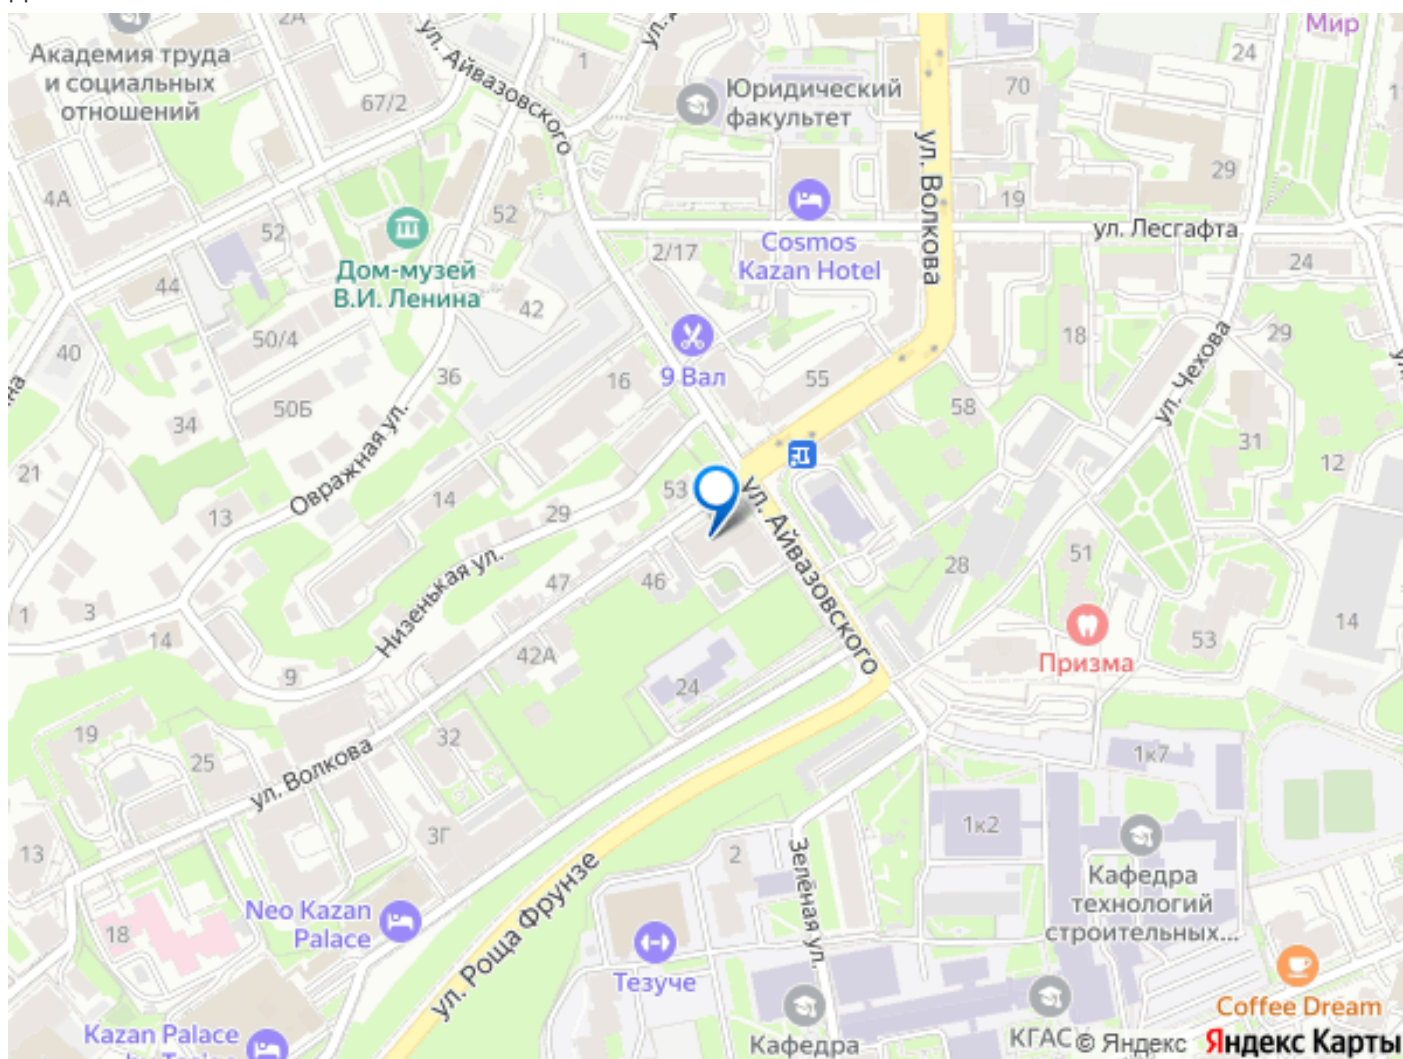 2А
ул. Айвазовского
1
Академия труда
и социальных
отношений
67/2
Юридический
факультет
70
24
Мир
ул. Волкова
4А
52
52
Дом-музей
В.И. Ленина
44
2/17
Cosmos
Kazan Hotel
19
29
ул. Лесгафта
24
42
50/4
40
36
16
9 Вал
55
18
29
ул. Чехова
50Б
34
58
Овражная ул.
31
21
12
53
14
13
29
ул. Айвазовского
28
51
Низенькая ул.
47
46
1
3
14
53
14
Призма
42А
24
9
19
25
ул. Волкова
32
1к7
3Г
13
1к2
2
Зелёная ул.
Кафедра
технологий
строительных...
ул. Роща Фрунзе
Neo Kazan
Palace
18
Тезуче
Coffee Dream
Kazan Palace
Кафедра
КГАС
© Яндекс
Яндекс Карты